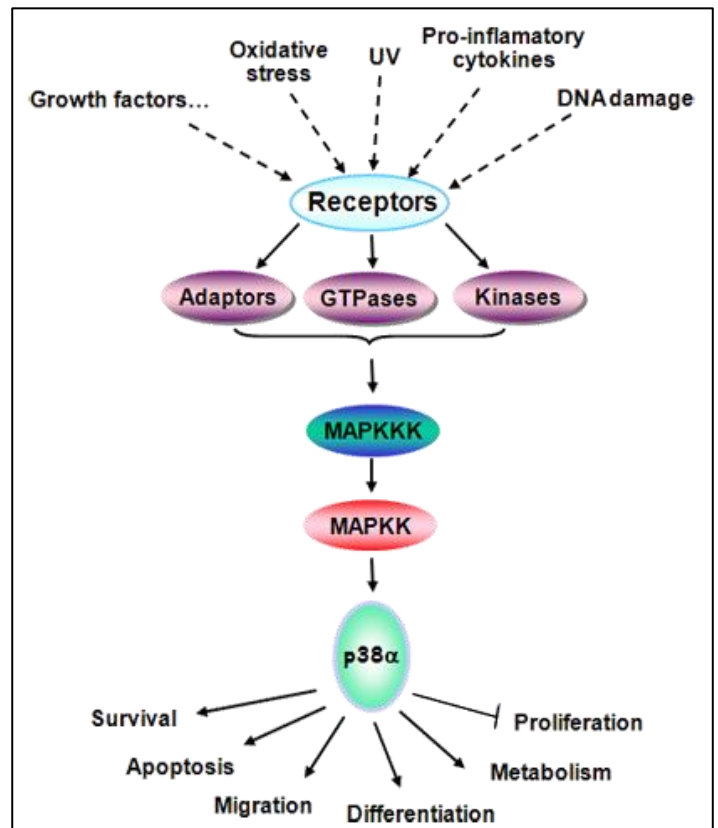 Growth factors…
Oxidative
stress
UV
Pro-inflamatory
cytokines
DNA damage
Receptors
Adaptors
GTPases
Kinases
MAPKKK
MAPKK
p38α
Survival
Apoptosis
Migration
Differentiation
Metabolism
Proliferation